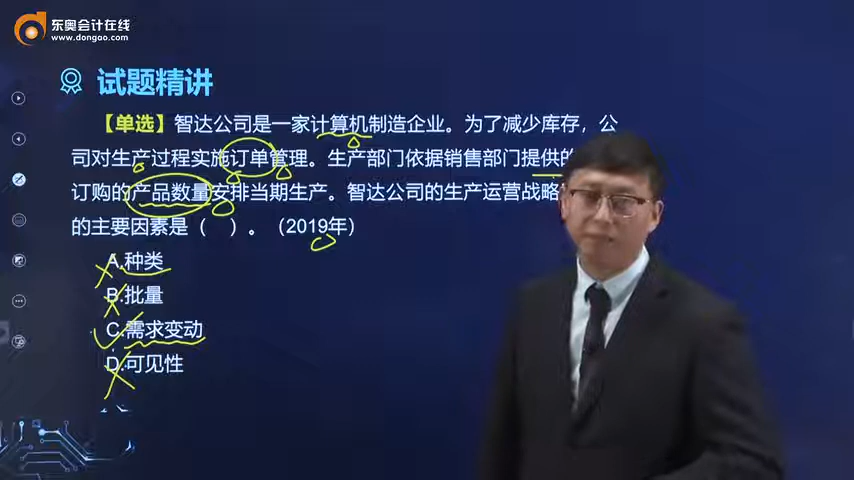 东奥会计在线
www.dongao.com
试题精讲
【单选】智达公司是一家计算机制造企业。为了减少库存，公
司对生产过程实施订单管理。生产部门依据销售部门提供的
订购的产品数量安排当期生产。智达公司的生产运营战略
的主要因素是（ ）。（2019年）
A.种类
B.批量
C.需求变动
D.可见性